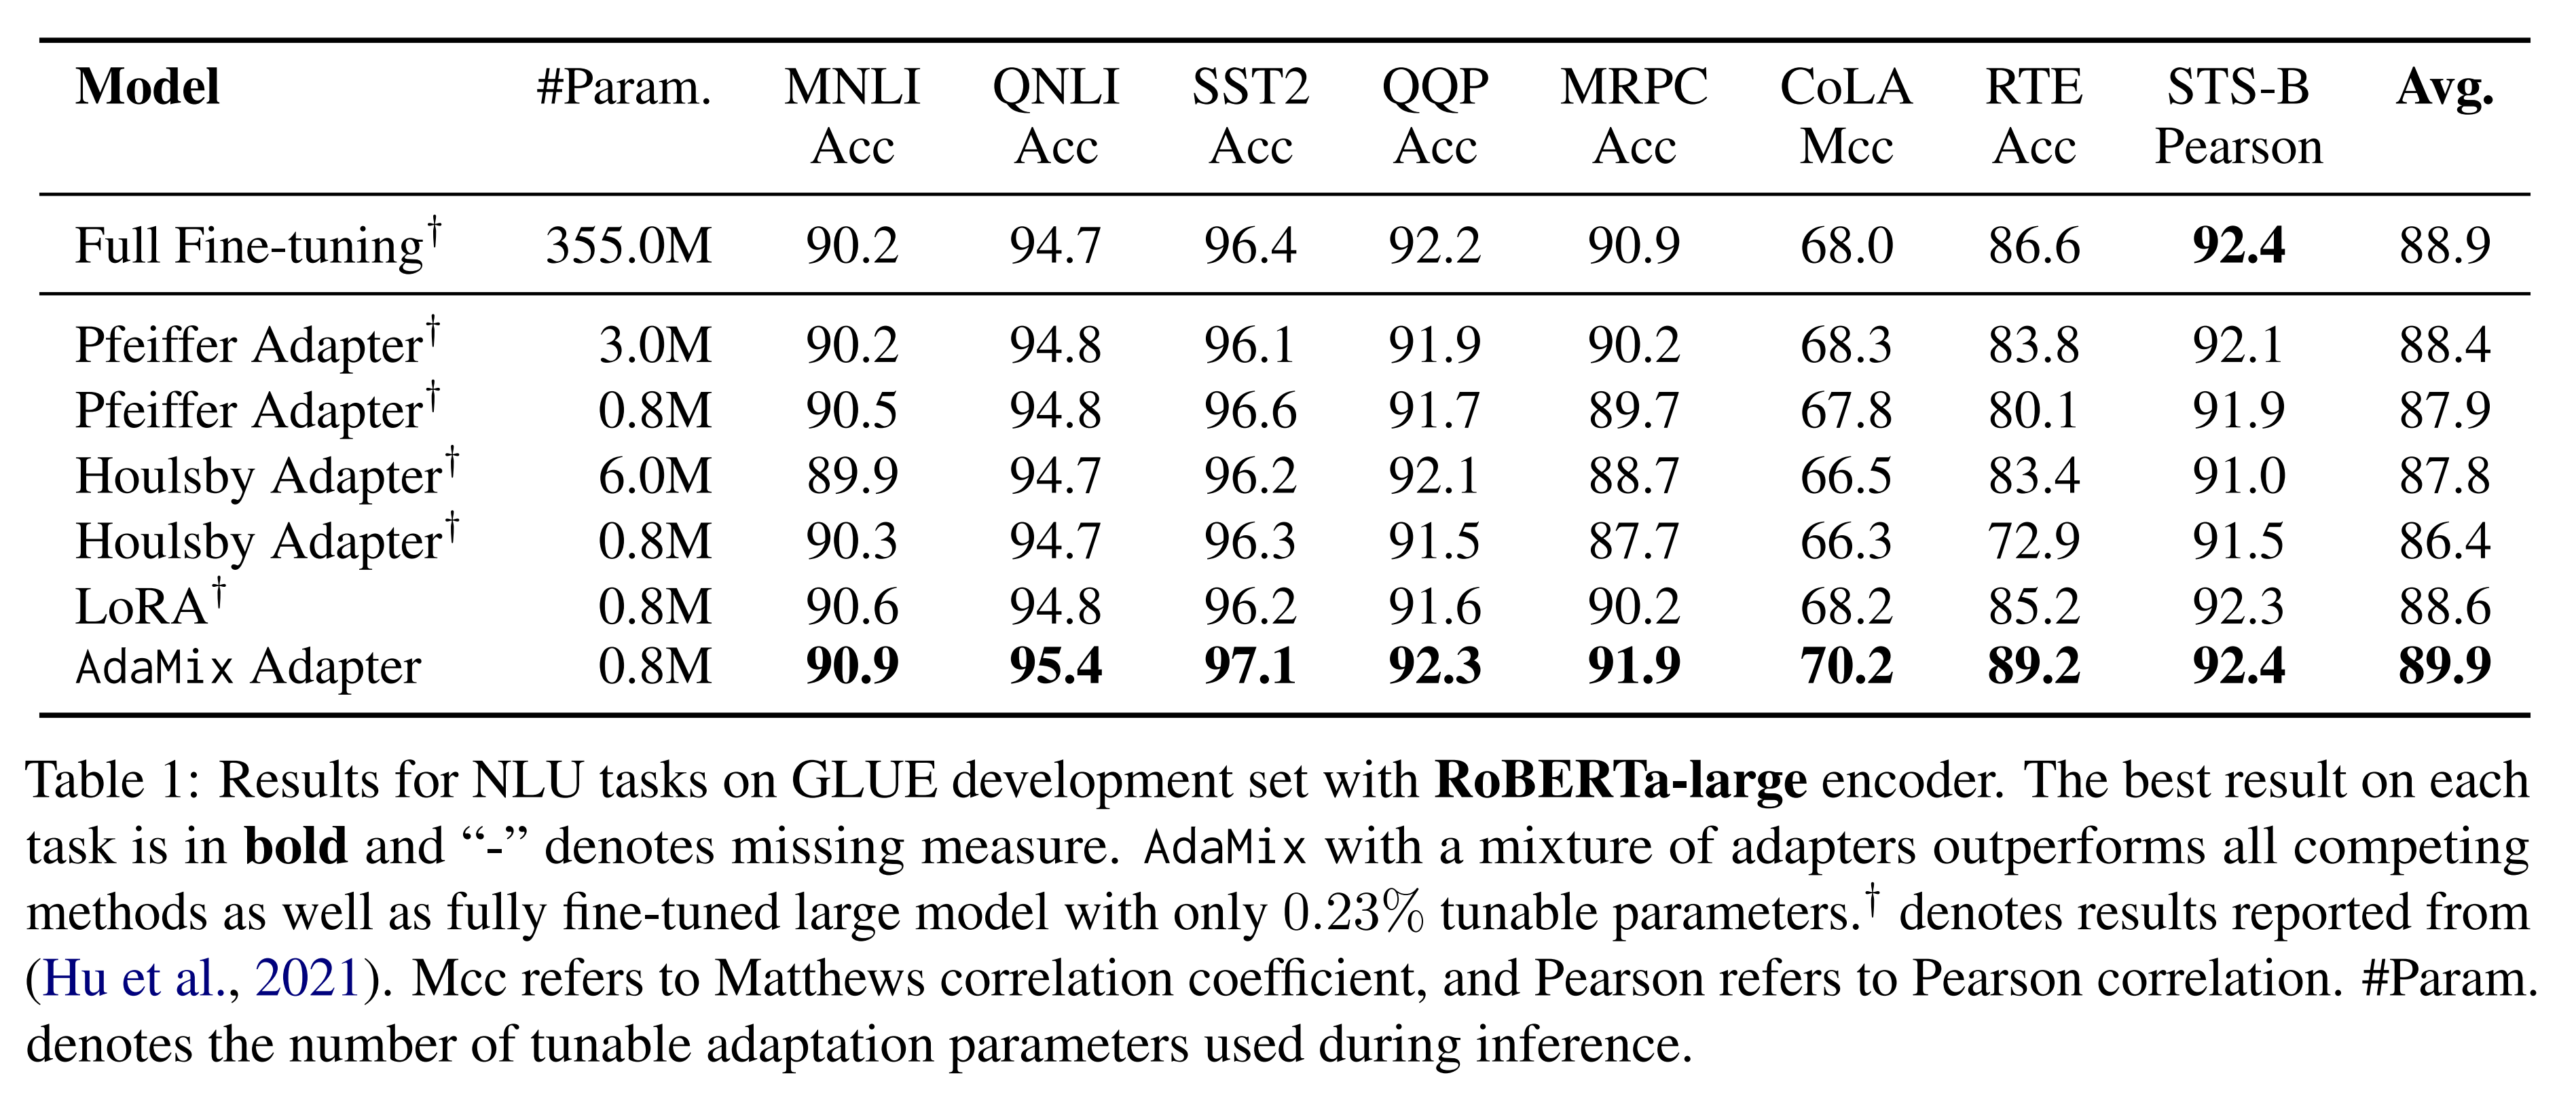 Model #Param. MNLI QNLI SST2 QQP MRPC CoLA RTE STS-B Avg.
Acc Acc Acc Acc Acc Mcc Acc Pearson
Full Fine-tuning† 355.0M 90.2 94.7 96.4 92.2 90.9 68.0 86.6 92.4 88.9
Pfeiffer Adapter† 3.0M 90.2 94.8 96.1 91.9 90.2 68.3 83.8 92.1 88.4
Pfeiffer Adapter† 0.8M 90.5 94.8 96.6 91.7 89.7 67.8 80.1 91.9 87.9
Houlsby Adapter† 6.0M 89.9 94.7 96.2 92.1 88.7 66.5 83.4 91.0 87.8
Houlsby Adapter† 0.8M 90.3 94.7 96.3 91.5 87.7 66.3 72.9 91.5 86.4
LoRA† 0.8M 90.6 94.8 96.2 91.6 90.2 68.2 85.2 92.3 88.6
AdaMix Adapter 0.8M 90.9 95.4 97.1 92.3 91.9 70.2 89.2 92.4 89.9
Table 1: Results for NLU tasks on GLUE development set with RoBERTa-large encoder. The best result on each
task is in bold and “-” denotes missing measure. AdaMix with a mixture of adapters outperforms all competing
methods as well as fully fine-tuned large model with only 0.23% tunable parameters.† denotes results reported from
(Hu et al., 2021). Mcc refers to Matthews correlation coefficient, and Pearson refers to Pearson correlation. #Param.
denotes the number of tunable adaptation parameters used during inference.